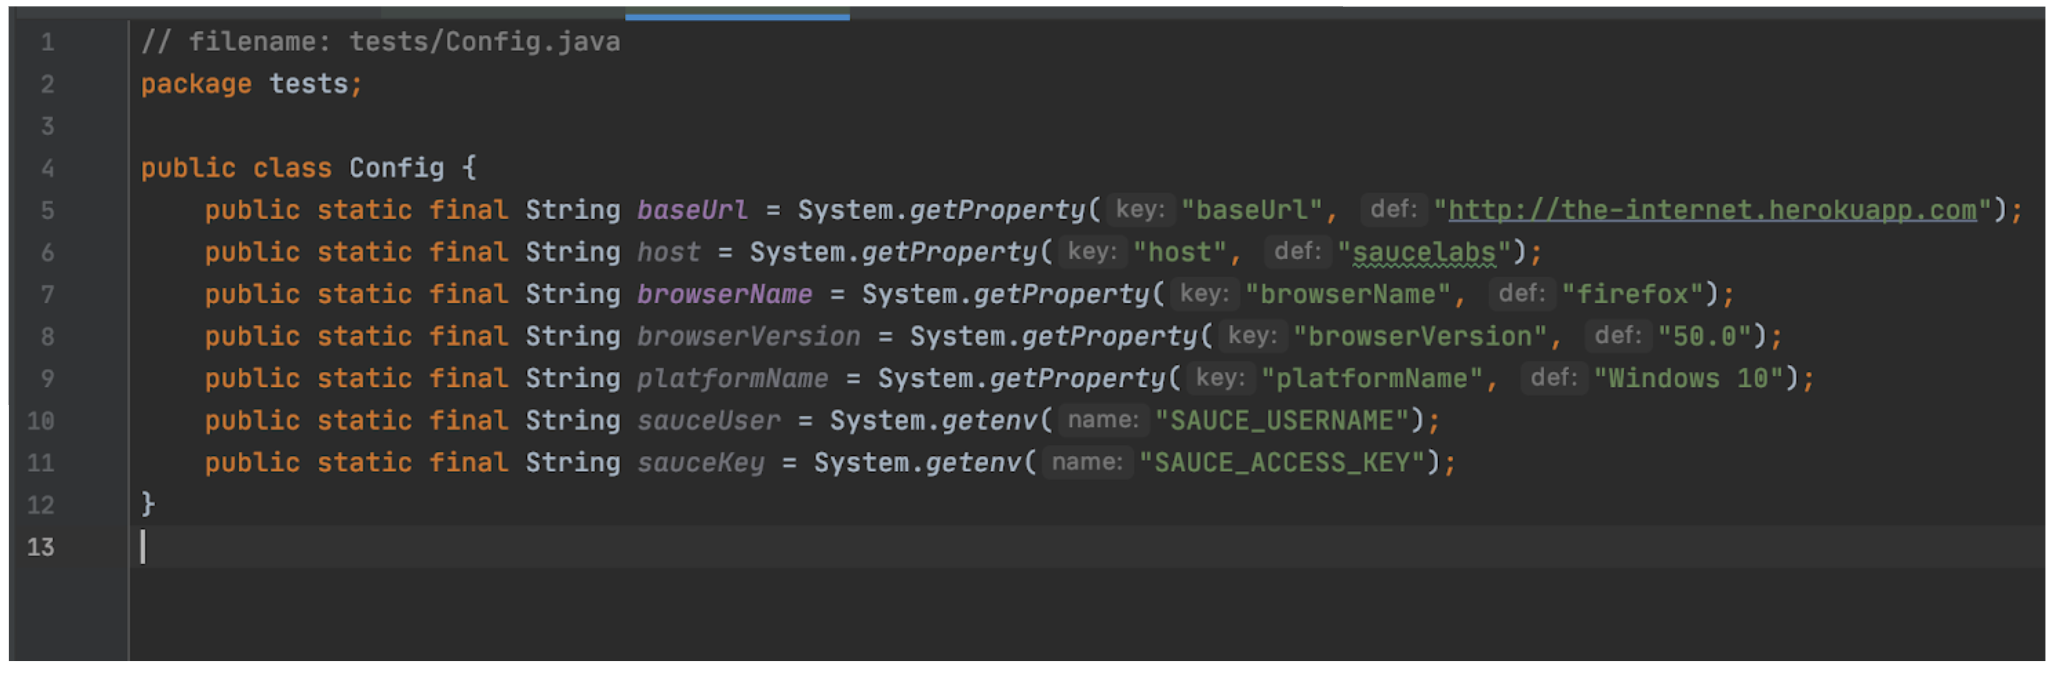 1 // filename: tests/Config.java
2 package tests;
3
4 public class Config {
5 public static final String baseUrl = System.getProperty( key: "baseUrl", def: "http://the-internet.herokuapp.com");
6 public static final String host = System.getProperty( key: "host", def: "saucelabs");
7 public static final String browserName = System.getProperty( key: "browserName", def: "firefox");
8 public static final String browserVersion = System.getProperty( key: "browserVersion", def: "50.0");
9 public static final String platformName = System.getProperty( key: "platformName", def: "Windows 10");
10 public static final String sauceUser = System.getenv( name: "SAUCE_USERNAME");
11 public static final String sauceKey = System.getenv( name: "SAUCE_ACCESS_KEY");
12 }
13